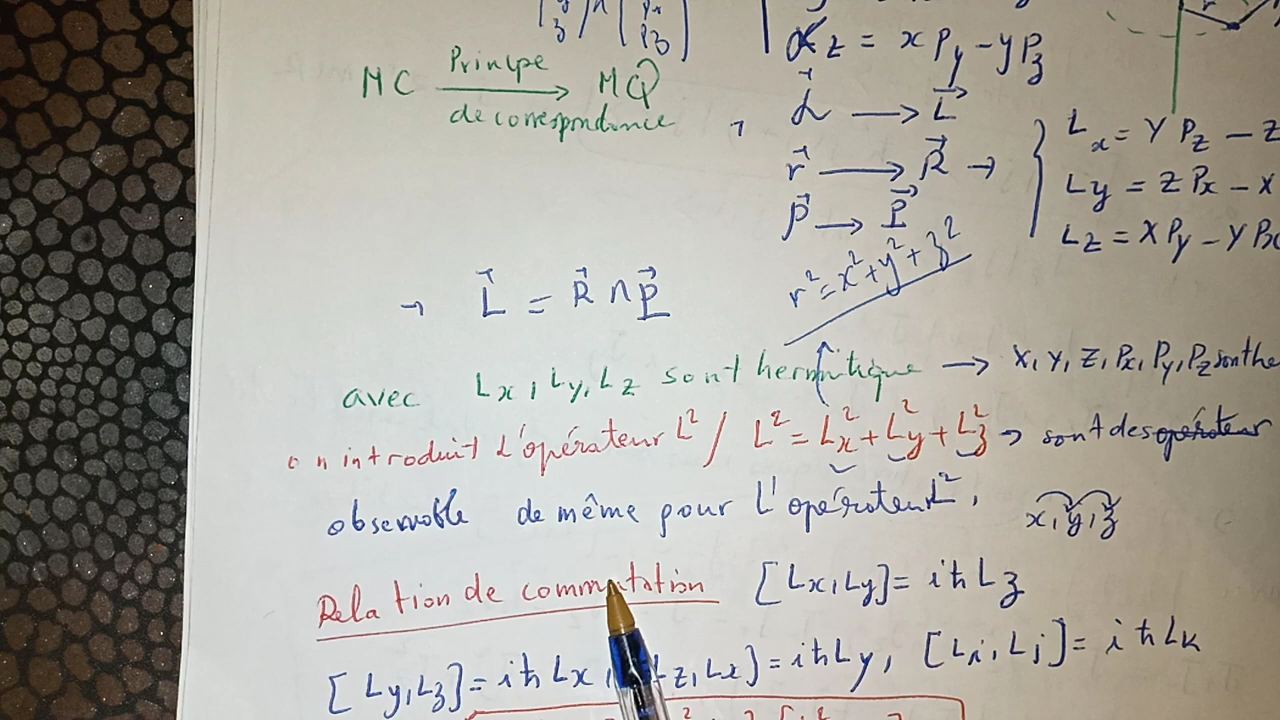 𝓛z = x Py - y Pz
MC Principe de correspondance → MQ
𝓛⃗ → L⃗
r⃗ → R⃗ →
p⃗ → P⃗
Lx = Y Pz - Z
Ly = Z Px - X
Lz = X Py - Y Px
r² = x² + y² + z²
→ L⃗ = R⃗ ∧ P⃗
avec Lx, Ly, Lz sont hermitique → X, Y, Z, Px, Py, Pz sont he
on introduit l'opérateur L² / L² = Lx² + Ly² + Lz² → sont des opérateur
observable de même pour l'opérateur L², x, y, z
Relation de commutation [Lx, Ly] = iħ Lz
[Ly, Lz] = iħ Lx, Lz, Lx] = iħ Ly, [Li, Lj] = iħ Lk